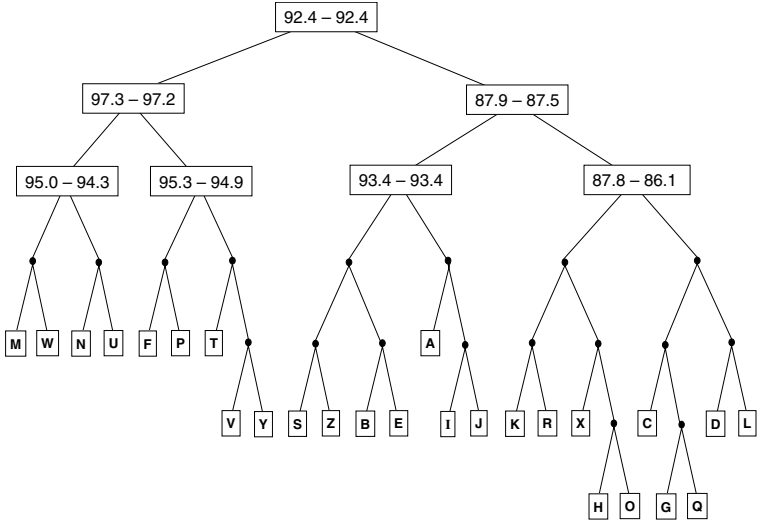 92.4 – 92.4
97.3 – 97.2
87.9 – 87.5
95.0 – 94.3
95.3 – 94.9
93.4 – 93.4
87.8 – 86.1
M W N U F P T A
V Y S Z B E I J K R X C D L
H O G Q